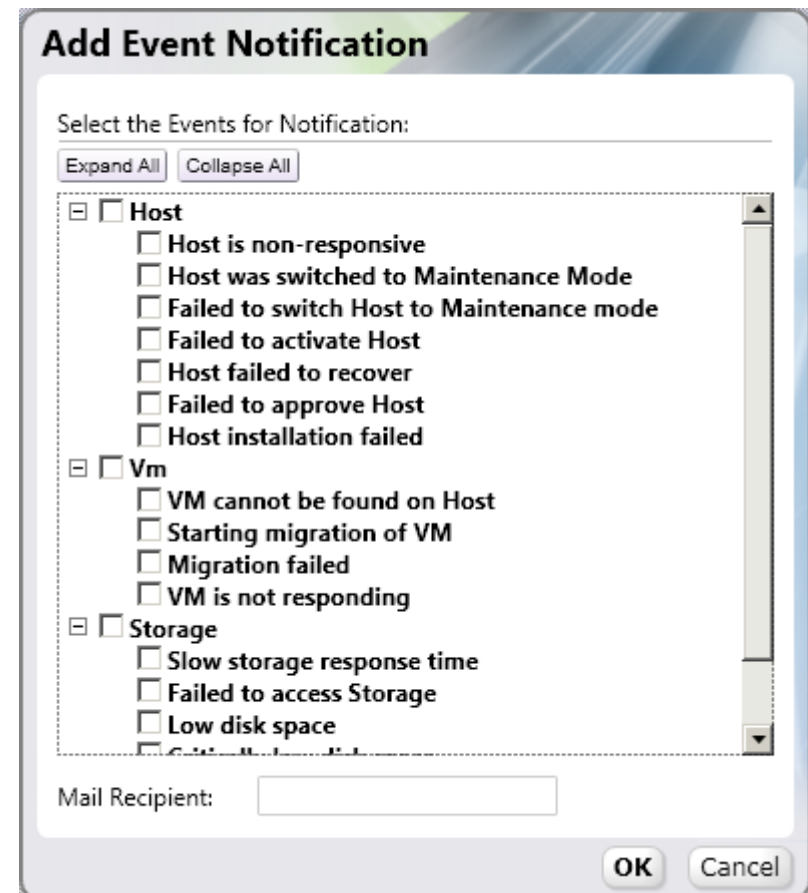 Add Event Notification
Select the Events for Notification:
Expand All Collapse All
Host
Host is non-responsive
Host was switched to Maintenance Mode
Failed to switch Host to Maintenance mode
Failed to activate Host
Host failed to recover
Failed to approve Host
Host installation failed
Vm
VM cannot be found on Host
Starting migration of VM
Migration failed
VM is not responding
Storage
Slow storage response time
Failed to access Storage
Low disk space
Mail Recipient:
OK Cancel